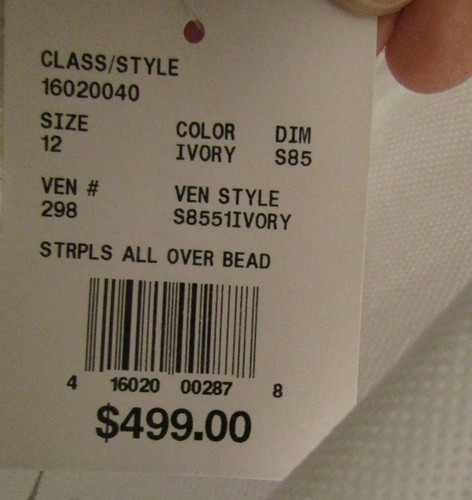 CLASS/STYLE
16020040
SIZE COLOR DIM
12 IVORY S85
VEN # VEN STYLE
298 S8551IVORY
STRPLS ALL OVER BEAD
4 16020 00287 8
$499.00